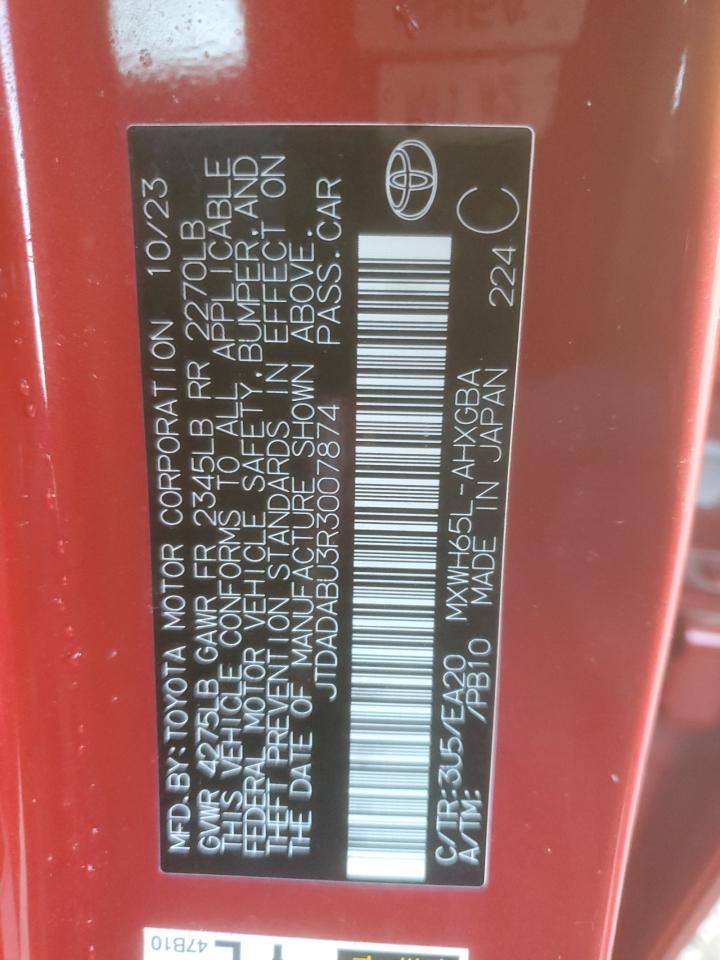 MFD.BY:TOYOTA MOTOR CORPORATION 10/23
GVWR 4275LB GAWR FR 2345LB RR 2270LB
THIS VEHICLE CONFORMS TO ALL APPLICABLE
FEDERAL MOTOR VEHICLE SAFETY,BUMPER,AND
THEFT PREVENTION STANDARDS IN EFFECT ON
THE DATE OF MANUFACTURE SHOWN ABOVE.
JTDADABU3R3007874 PASS.CAR
C/TR:3U5/EA20 MXWH65L-AHXGBA
A/TM: /PB10 MADE IN JAPAN 224 C
47B10